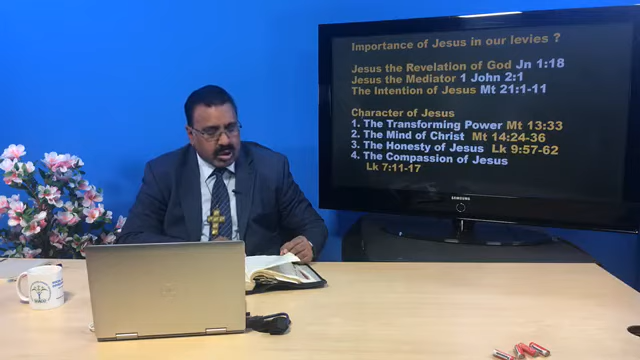 Importance of Jesus in our levies ?
Jesus the Revelation of God Jn 1:18
Jesus the Mediator 1 John 2:1
The Intention of Jesus Mt 21:1-11
Character of Jesus
1. The Transforming Power Mt 13:33
2. The Mind of Christ Mt 14:24-36
3. The Honesty of Jesus Lk 9:57-62
4. The Compassion of Jesus
Lk 7:11-17
SAMSUNG